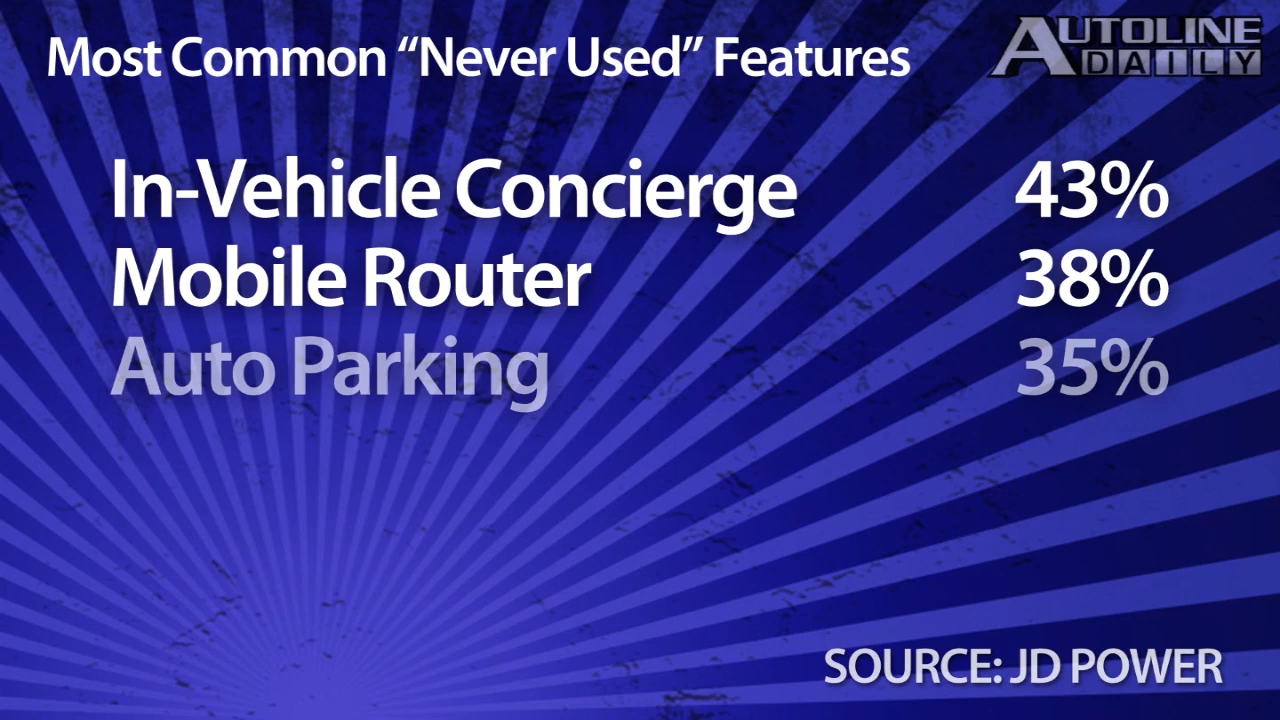 Most Common “Never Used” Features
AUTOLINE
DAILY
In-Vehicle Concierge 43%
Mobile Router 38%
Auto Parking 35%
SOURCE: JD POWER